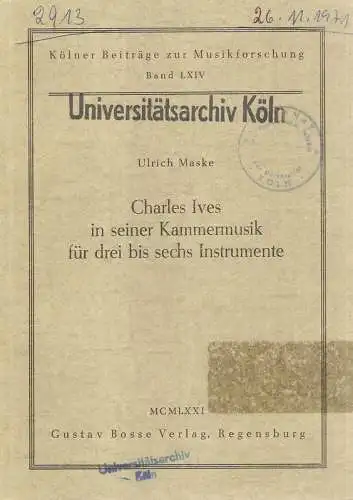 2913
26.11.1971
Kölner Beiträge zur Musikforschung
Band LXIV
Universitätsarchiv Köln
Ulrich Maske
Charles Ives
in seiner Kammermusik
für drei bis sechs Instrumente
MCMLXXI
Gustav Bosse Verlag, Regensburg
Universitätsarchiv
Köln